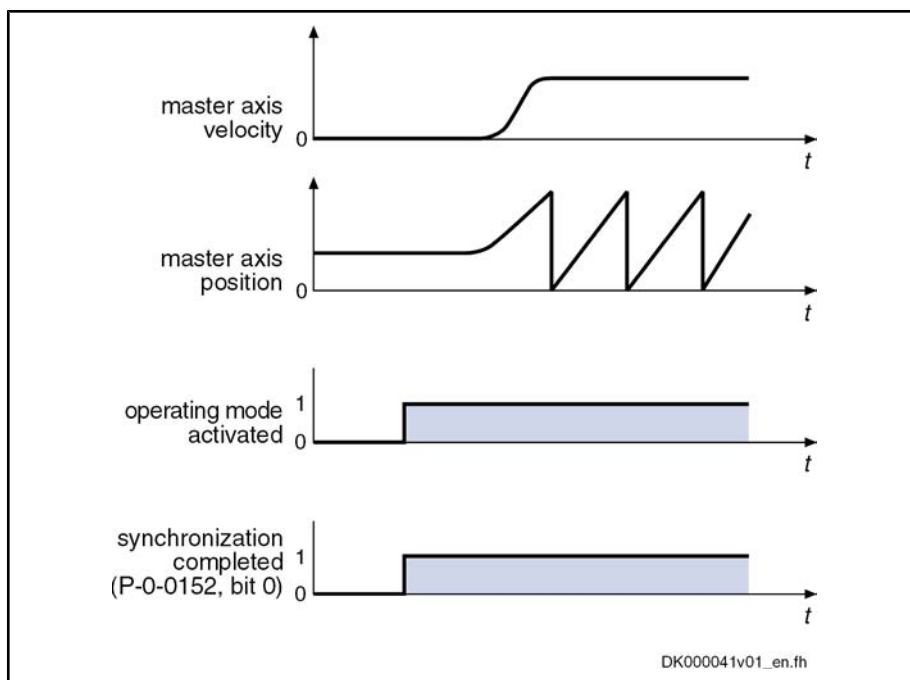 master axis
velocity
0
t
master axis
position
0
t
operating mode
activated
1
0
t
synchronization
completed
(P-0-0152, bit 0)
1
0
t
DK000041v01_en.fh